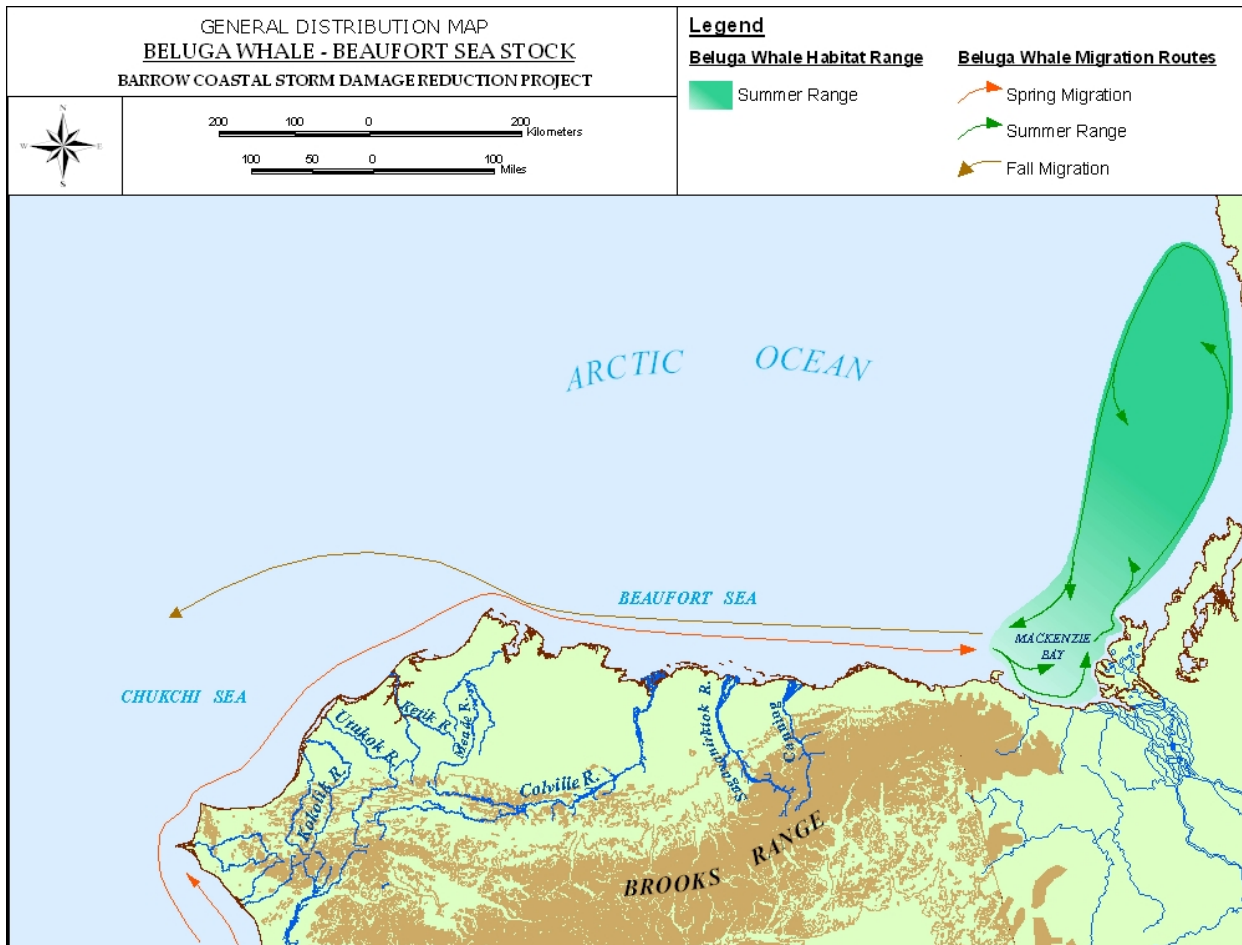 GENERAL DISTRIBUTION MAP
BELUGA WHALE - BEAUFORT SEA STOCK
BARROW COASTAL STORM DAMAGE REDUCTION PROJECT
N
W
E
S
200 100 0 200 Kilometers
100 50 0 100 Miles
Legend
Beluga Whale Habitat Range
Summer Range
Beluga Whale Migration Routes
Spring Migration
Summer Range
Fall Migration
ARCTIC OCEAN
BEAUFORT SEA
MACKENZIE
BAY
CHUKCHI SEA
Utukok R.
Ketik R.
Meade R.
Kokolik R.
Colville R.
Sagavanirktok R.
Canning
BROOKS RANGE